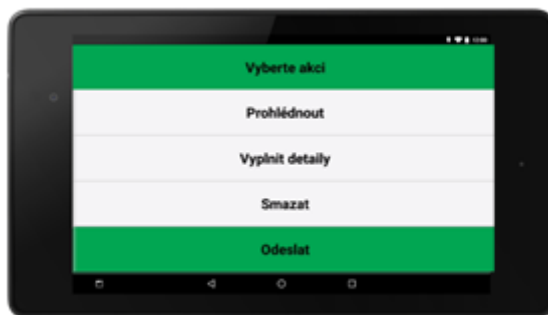 Vyberte akci
Prohlédnout
Vyplnit detaily
Smazat
Odeslat